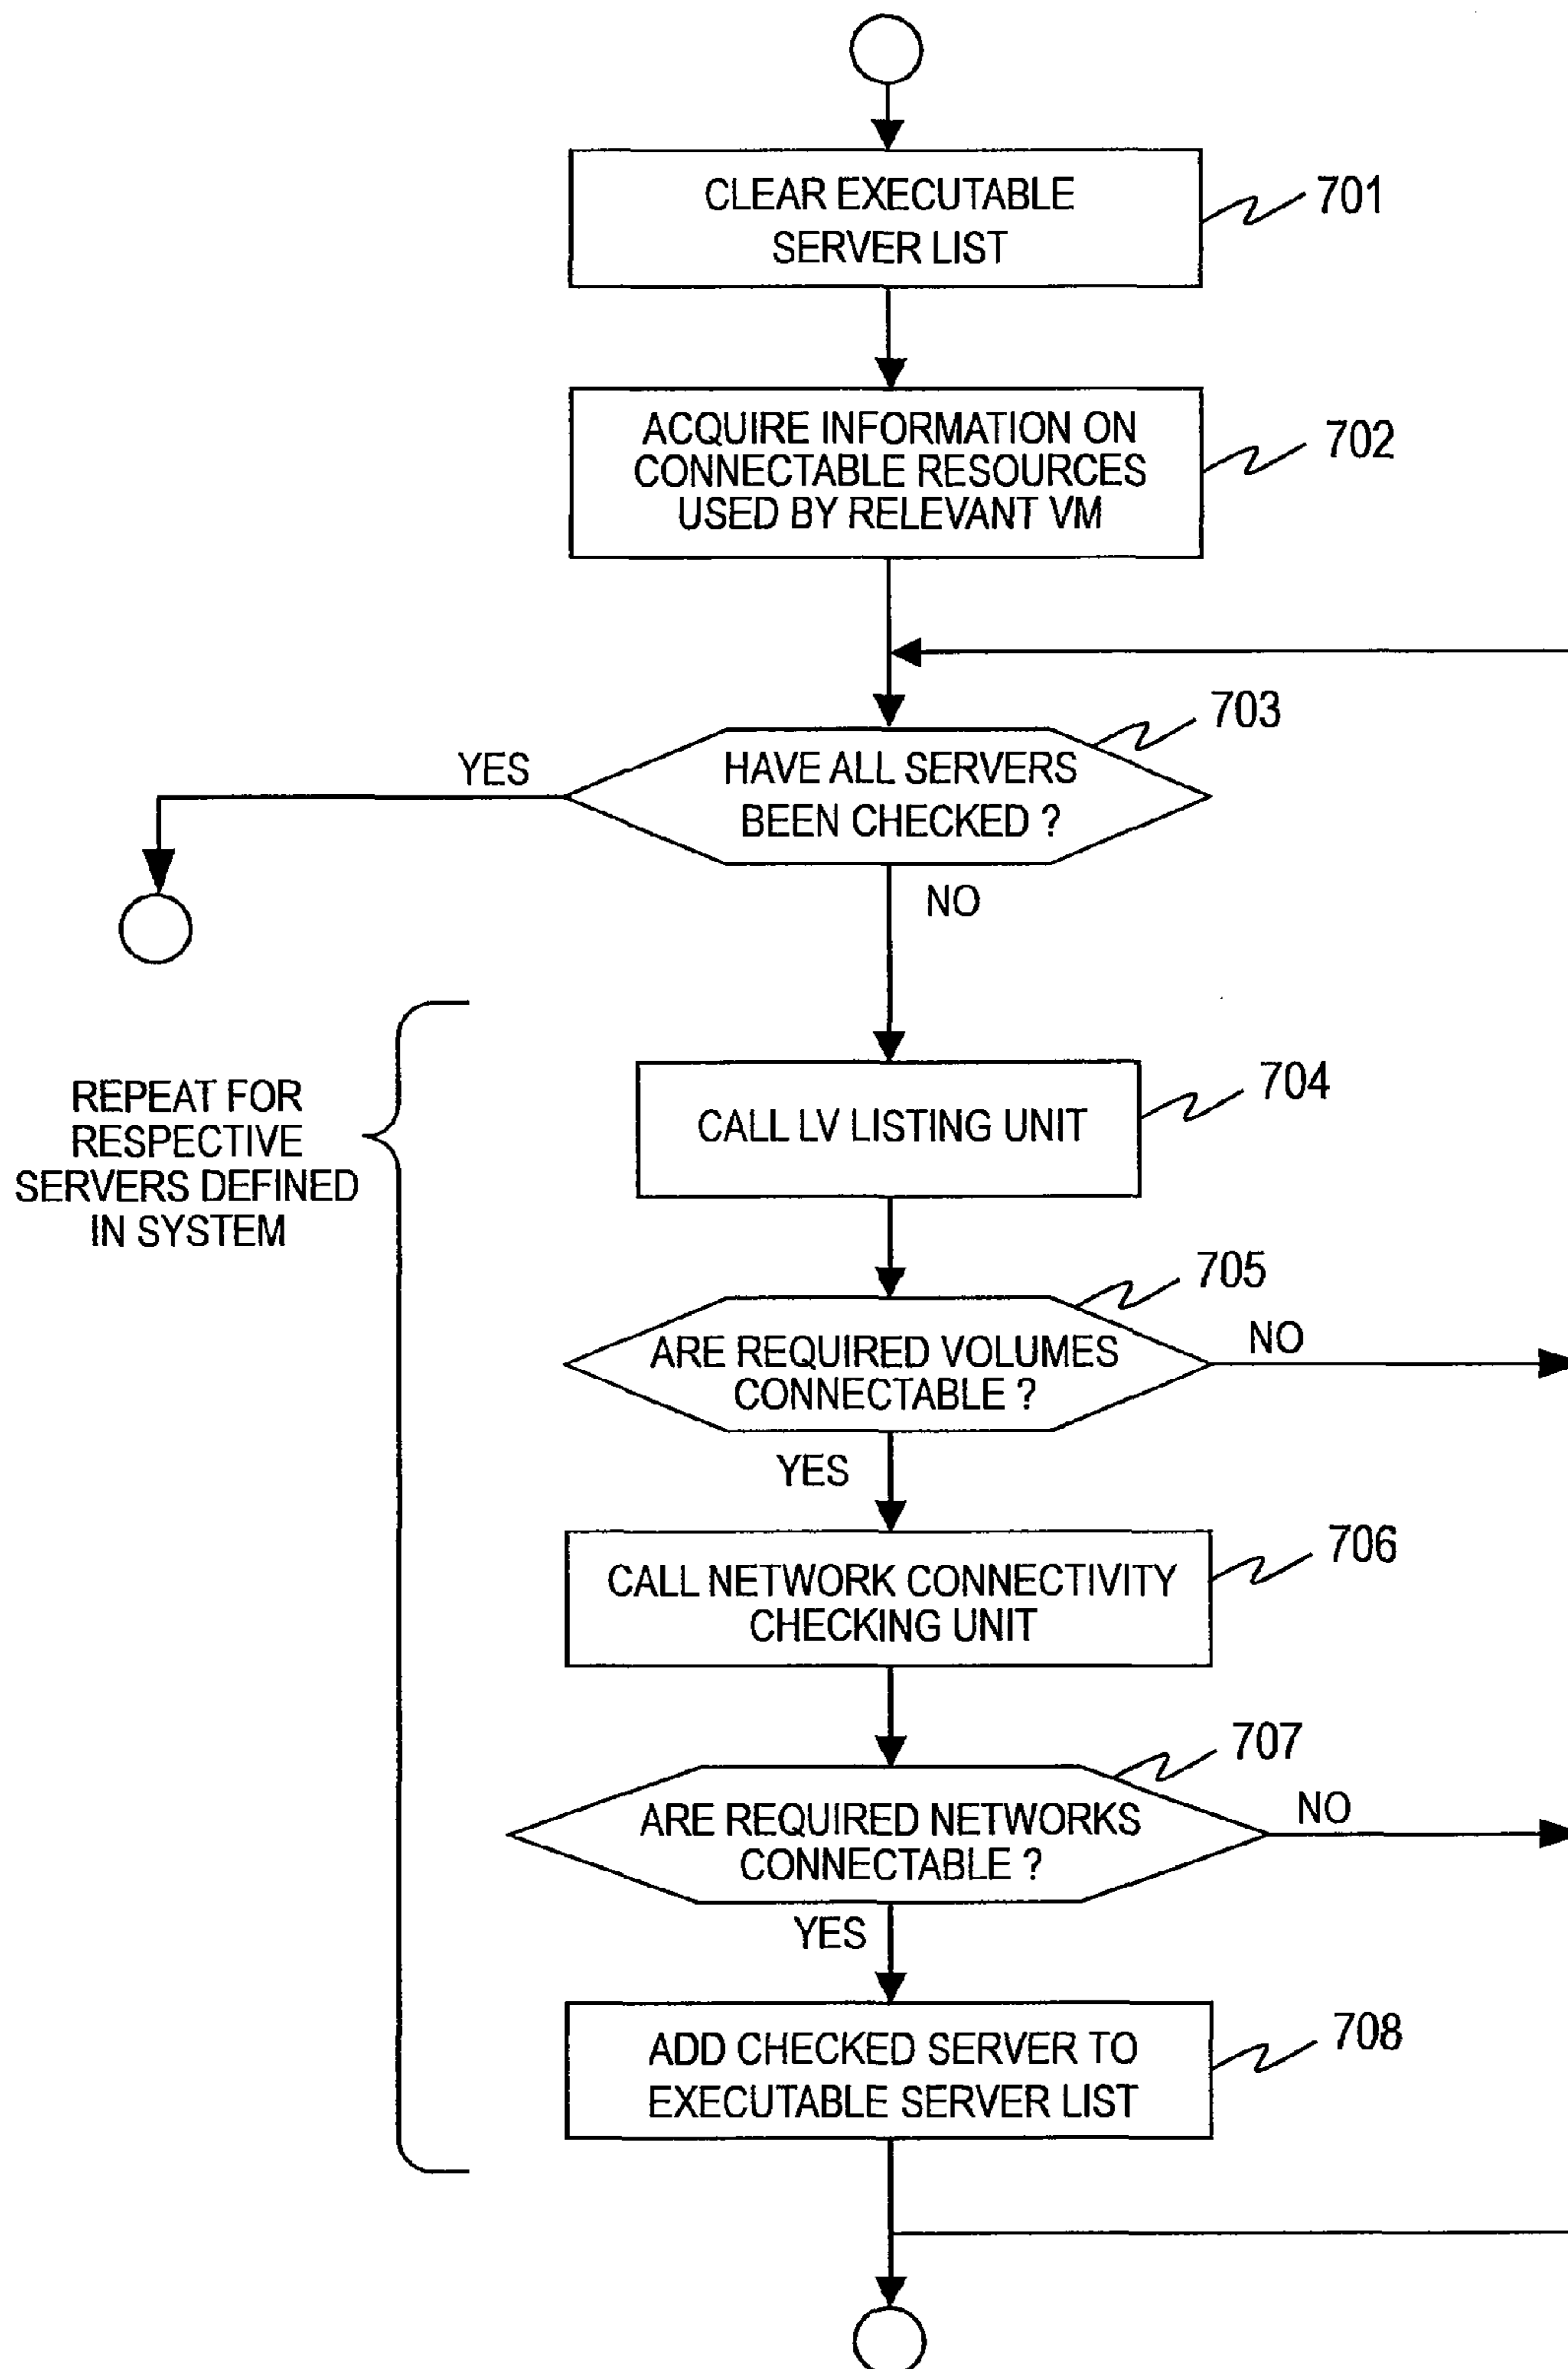 CLEAR EXECUTABLE
SERVER LIST
701
ACQUIRE INFORMATION ON
CONNECTABLE RESOURCES
USED BY RELEVANT VM
702
703
HAVE ALL SERVERS
BEEN CHECKED ?
YES
NO
REPEAT FOR
RESPECTIVE
SERVERS DEFINED
IN SYSTEM
704
CALL LV LISTING UNIT
705
ARE REQUIRED VOLUMES
CONNECTABLE ?
NO
YES
706
CALL NETWORK CONNECTIVITY
CHECKING UNIT
707
ARE REQUIRED NETWORKS
CONNECTABLE ?
NO
YES
708
ADD CHECKED SERVER TO
EXECUTABLE SERVER LIST